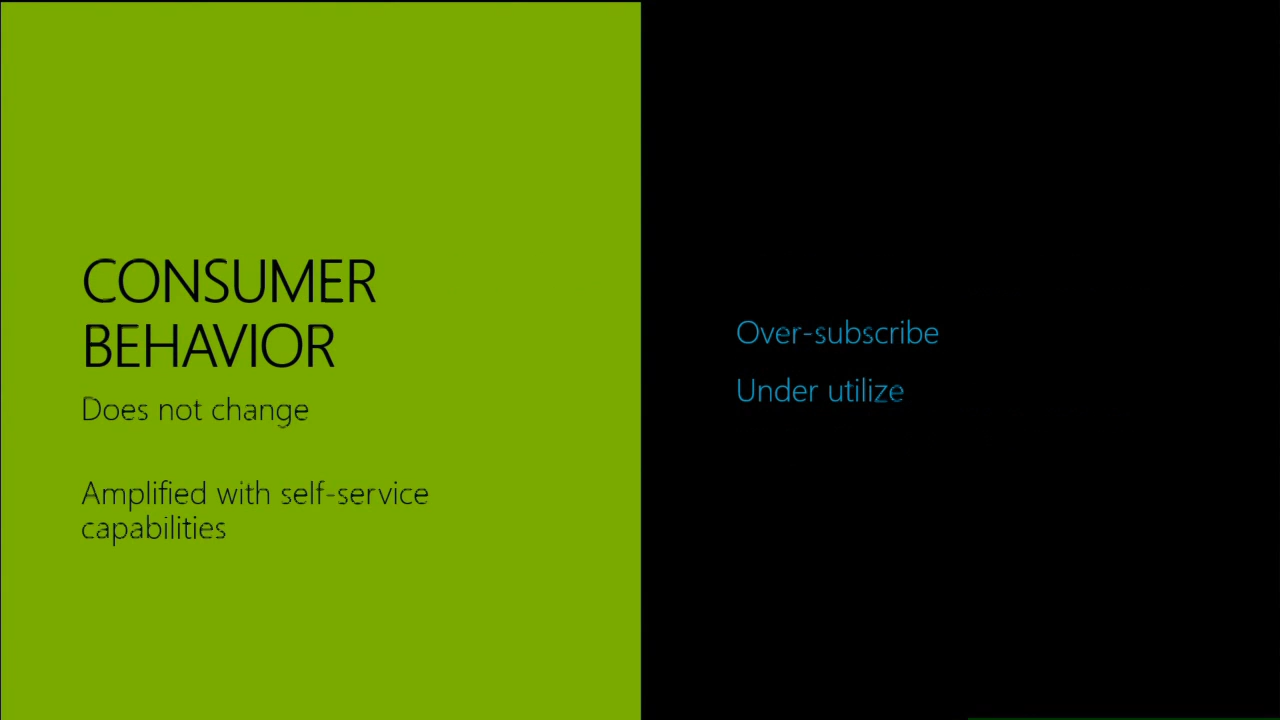 CONSUMER
BEHAVIOR
Does not change
Amplified with self-service
capabilities
Over-subscribe
Under utilize